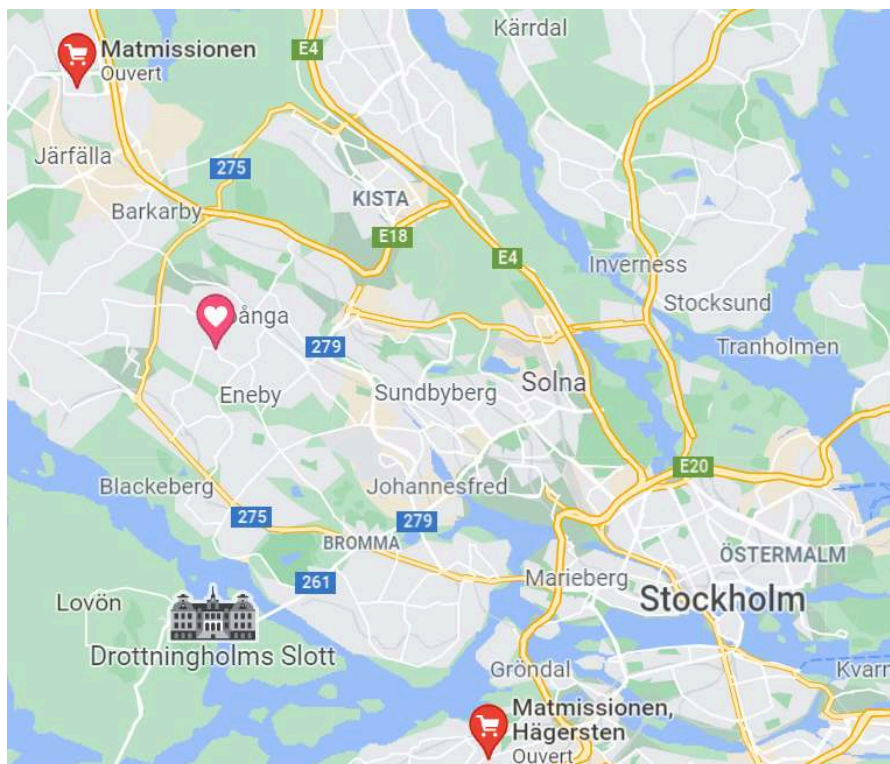 Matmissionen
Ouvert
E4
Kärrdal
Järfälla
275
KISTA
Barkarby
E18
E4
Inverness
Stocksund
ånga
279
Tranholmen
Eneby
Sundbyberg
Solna
Blackeberg
Johannesfred
E20
275
279
BROMMA
ÖSTERMALM
261
Marieberg
Lovön
Stockholm
Drottningholms Slott
Gröndal
Kvarn
Matmissionen,
Hägersten
Ouvert